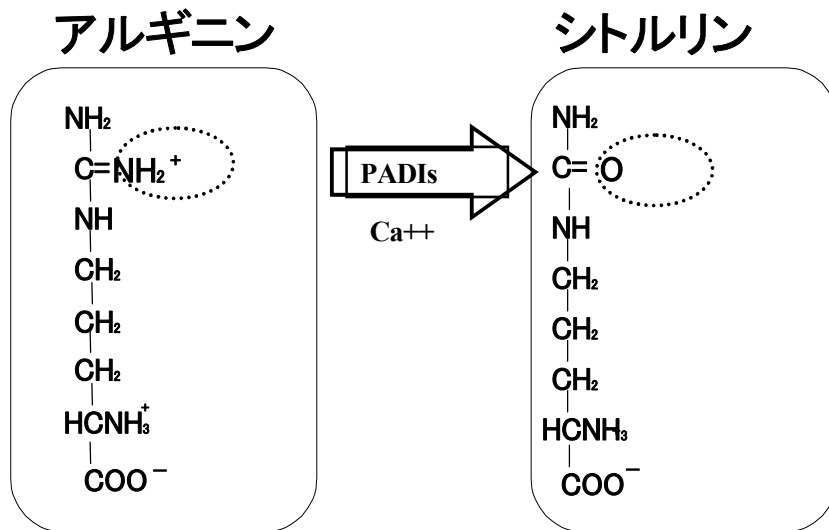 アルギニン
NH₂
C=NH₂⁺
NH
CH₂
CH₂
CH₂
HCNH₃⁺
COO⁻
PADIs
Ca++
シトルリン
NH₂
C=O
NH
CH₂
CH₂
CH₂
HCNH₃⁺
COO⁻